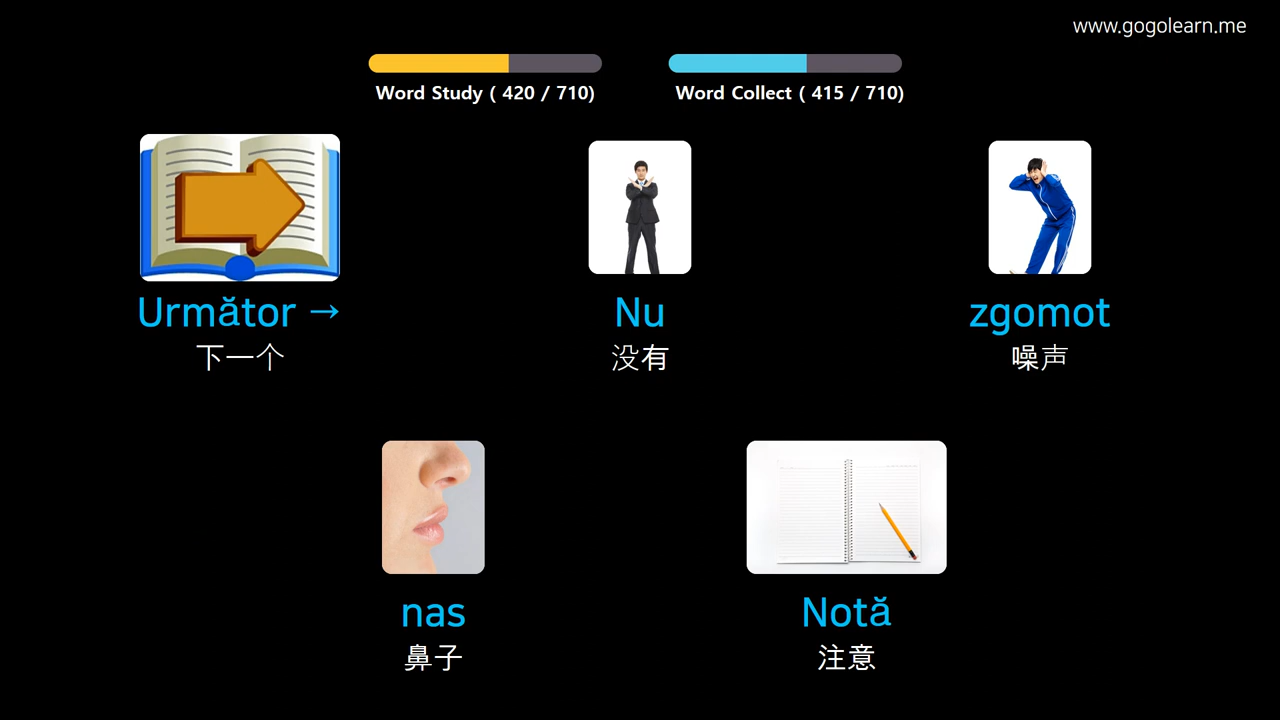 www.gogolearn.me
Word Study ( 420 / 710)
Word Collect ( 415 / 710)
Următor →
下一个
Nu
没有
zgomot
噪声
nas
鼻子
Notă
注意